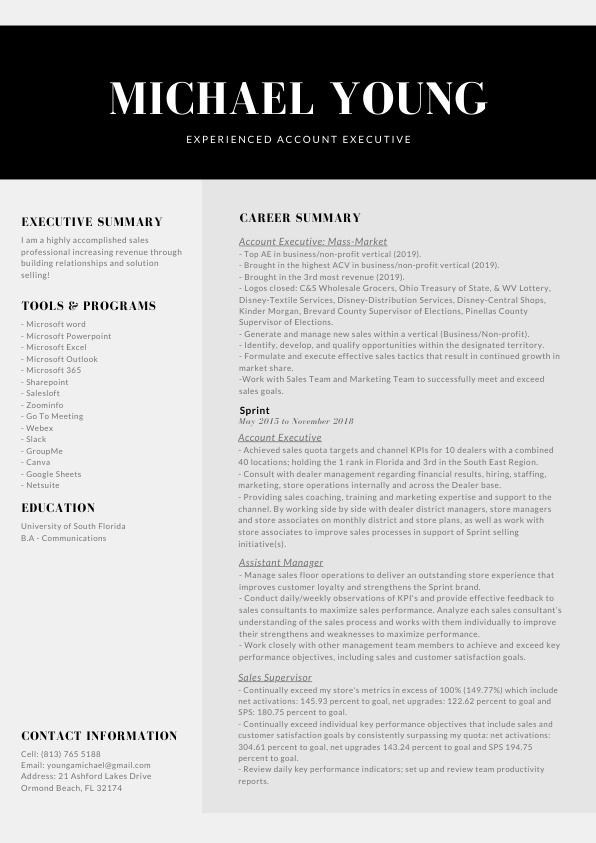 MICHAEL YOUNG
EXPERIENCED ACCOUNT EXECUTIVE
EXECUTIVE SUMMARY
I am a highly accomplished sales
professional increasing revenue through
building relationships and solution
selling!
TOOLS & PROGRAMS
- Microsoft word
- Microsoft Powerpoint
- Microsoft Excel
- Microsoft Outlook
- Microsoft 365
- Sharepoint
- Salesloft
- Zoominfo
- Go To Meeting
- Webex
- Slack
- GroupMe
- Canva
- Google Sheets
- Netsuite
EDUCATION
University of South Florida
B.A - Communications
CONTACT INFORMATION
Cell: (813) 765 5188
Email: youngamichael@gmail.com
Address: 21 Ashford Lakes Drive
Ormond Beach, FL 32174
CAREER SUMMARY
Account Executive: Mass-Market
- Top AE in business/non-profit vertical (2019).
- Brought in the highest ACV in business/non-profit vertical (2019).
- Brought in the 3rd most revenue (2019).
- Logos closed: C&S Wholesale Grocers, Ohio Treasury of State, & WV Lottery,
Disney-Textile Services, Disney-Distribution Services, Disney-Central Shops,
Kinder Morgan, Brevard County Supervisor of Elections, Pinellas County
Supervisor of Elections.
- Generate and manage new sales within a vertical (Business/Non-profit).
- Identify, develop, and qualify opportunities within the designated territory.
- Formulate and execute effective sales tactics that result in continued growth in
market share.
-Work with Sales Team and Marketing Team to successfully meet and exceed
sales goals.
Sprint
May 2015 to November 2018
Account Executive
- Achieved sales quota targets and channel KPIs for 10 dealers with a combined
40 locations; holding the 1 rank in Florida and 3rd in the South East Region.
- Consult with dealer management regarding financial results, hiring, staffing,
marketing, store operations internally and across the Dealer base.
- Providing sales coaching, training and marketing expertise and support to the
channel. By working side by side with dealer district managers, store managers
and store associates on monthly district and store plans, as well as work with
store associates to improve sales processes in support of Sprint selling
initiative(s).
Assistant Manager
- Manage sales floor operations to deliver an outstanding store experience that
improves customer loyalty and strengthens the Sprint brand.
- Conduct daily/weekly observations of KPI's and provide effective feedback to
sales consultants to maximize sales performance. Analyze each sales consultant's
understanding of the sales process and works with them individually to improve
their strengthens and weaknesses to maximize performance.
- Work closely with other management team members to achieve and exceed key
performance objectives, including sales and customer satisfaction goals.
Sales Supervisor
- Continually exceed my store's metrics in excess of 100% (149.77%) which include
net activations: 145.93 percent to goal, net upgrades: 122.62 percent to goal and
SPS: 180.75 percent to goal.
- Continually exceed individual key performance objectives that include sales and
customer satisfaction goals by consistently surpassing my quota: net activations:
304.61 percent to goal, net upgrades 143.24 percent to goal and SPS 194.75
percent to goal.
- Review daily key performance indicators; set up and review team productivity
reports.